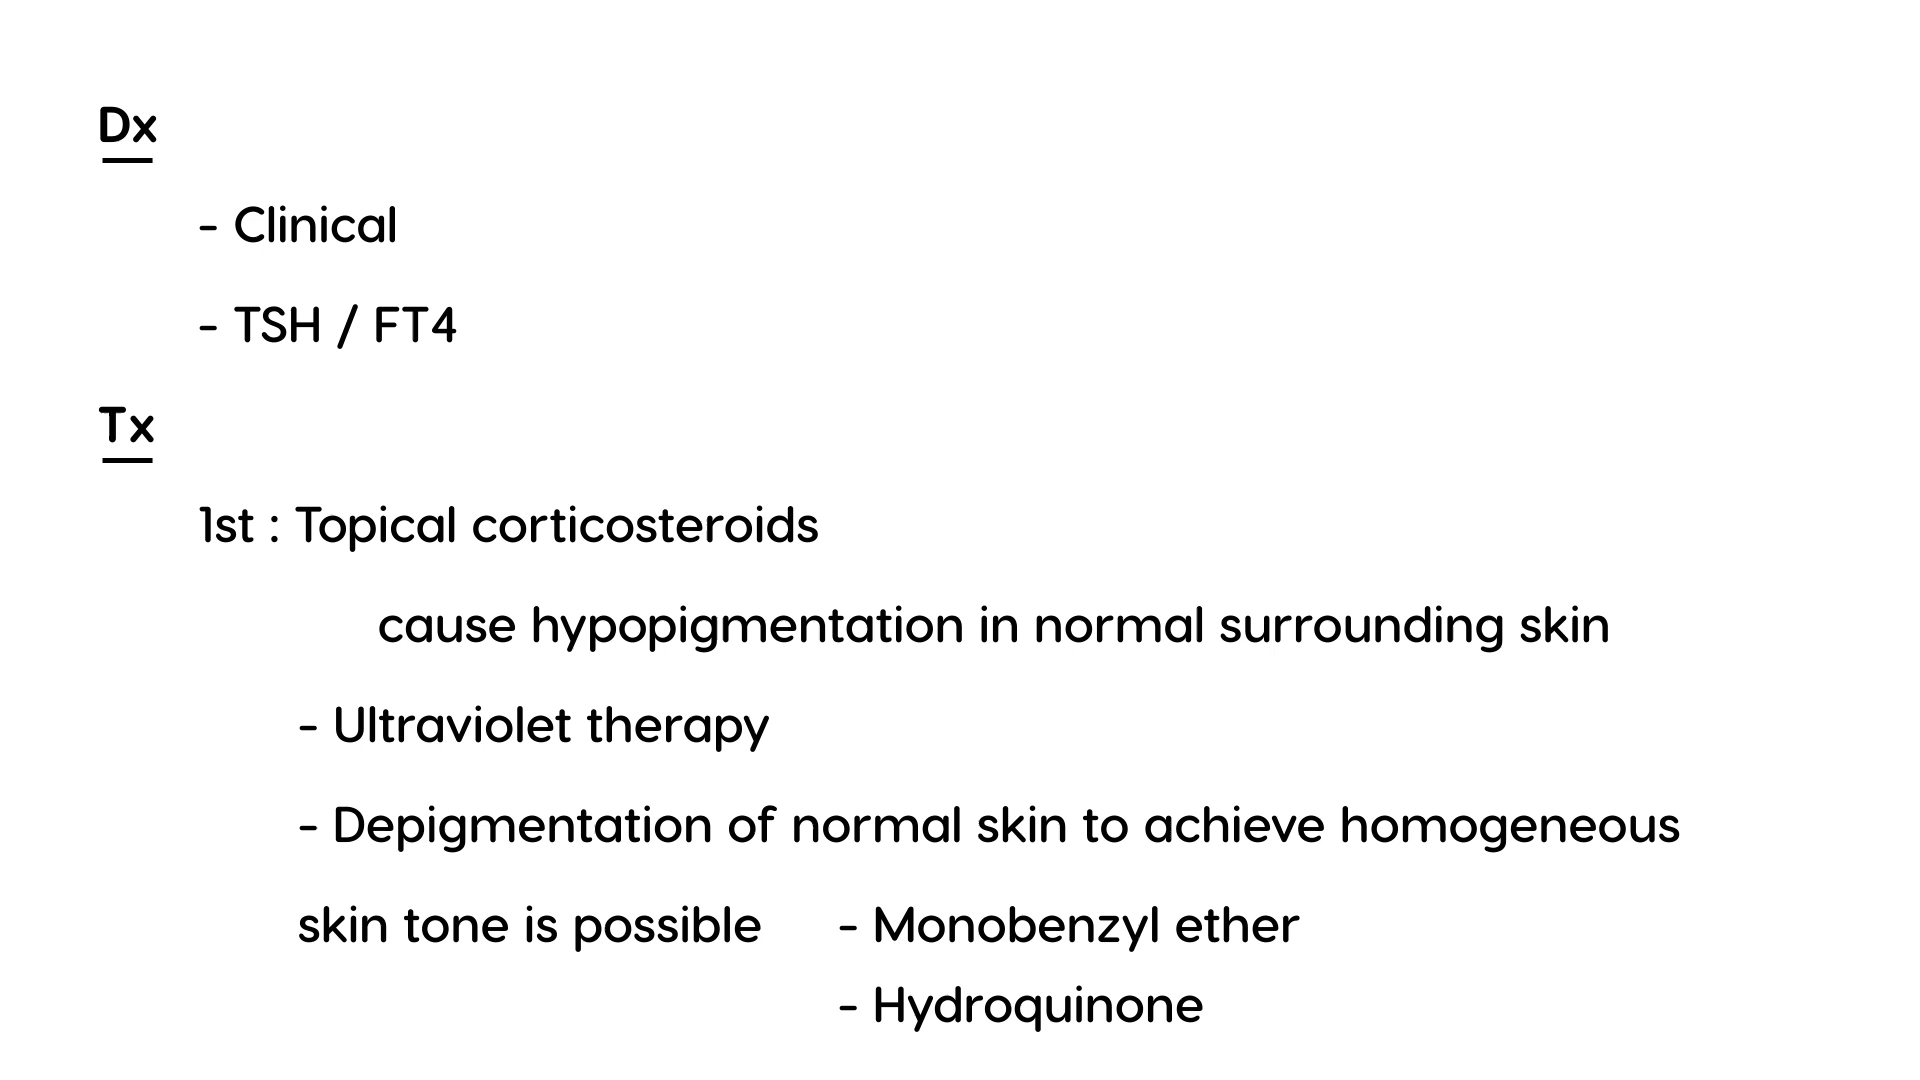 Dx
- Clinical
- TSH / FT4
Tx
1st : Topical corticosteroids
cause hypopigmentation in normal surrounding skin
- Ultraviolet therapy
- Depigmentation of normal skin to achieve homogeneous
skin tone is possible - Monobenzyl ether
- Hydroquinone